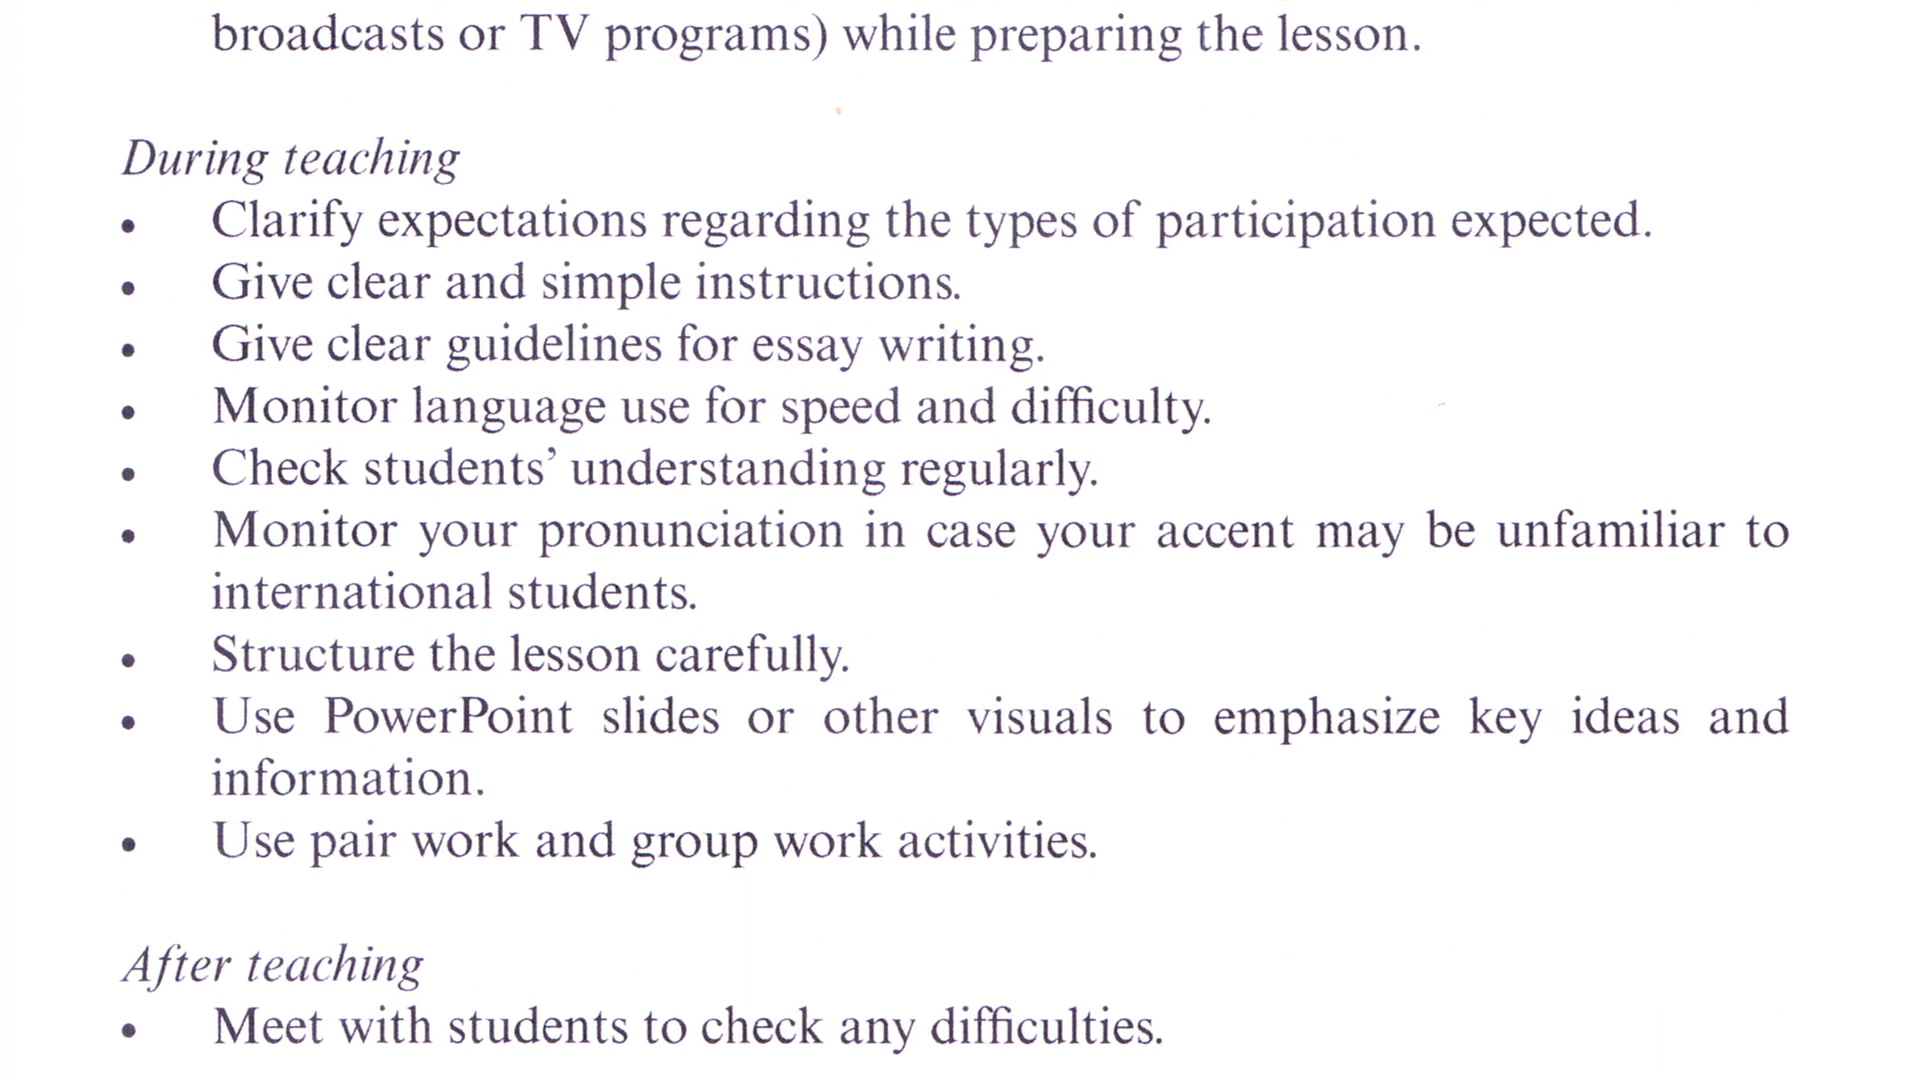 broadcasts or TV programs) while preparing the lesson.
During teaching
• Clarify expectations regarding the types of participation expected.
• Give clear and simple instructions.
• Give clear guidelines for essay writing.
• Monitor language use for speed and difficulty.
• Check students’ understanding regularly.
• Monitor your pronunciation in case your accent may be unfamiliar to
international students.
• Structure the lesson carefully.
• Use PowerPoint slides or other visuals to emphasize key ideas and
information.
• Use pair work and group work activities.
After teaching
• Meet with students to check any difficulties.